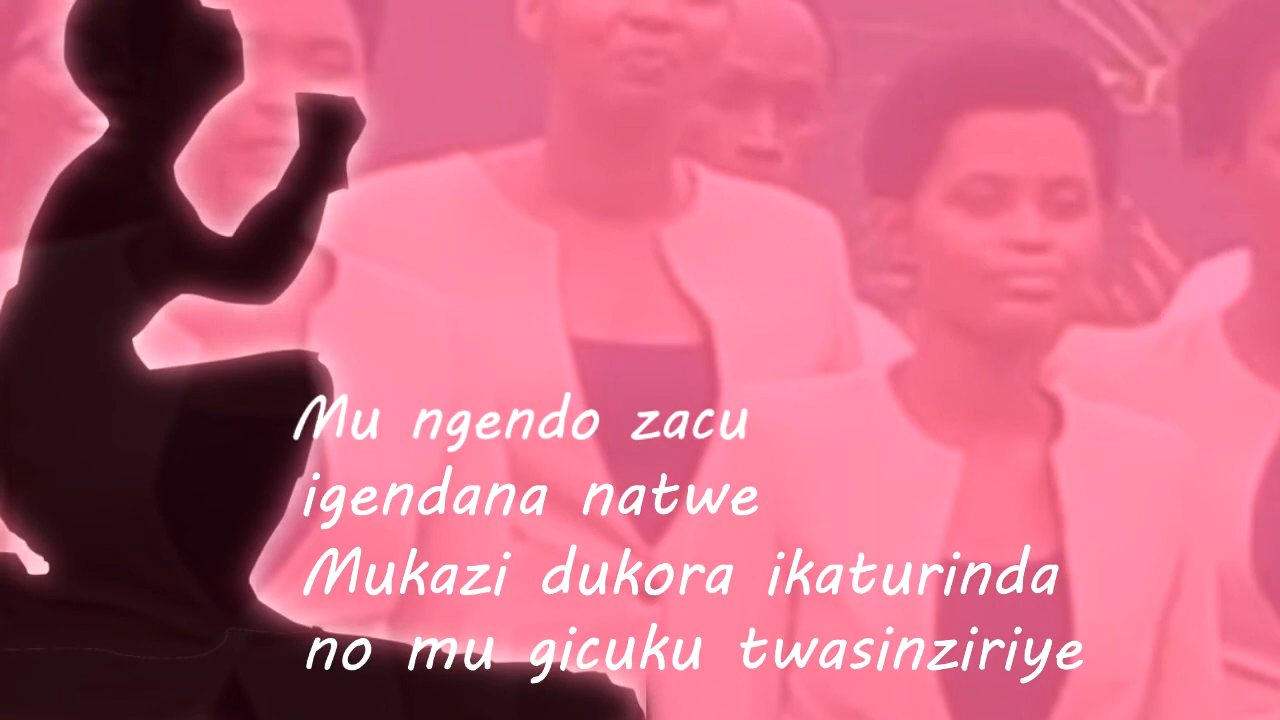 Mu ngendo zacu
igendana natwe
Mukazi dukora ikaturinda
no mu gicuku twasinziriye